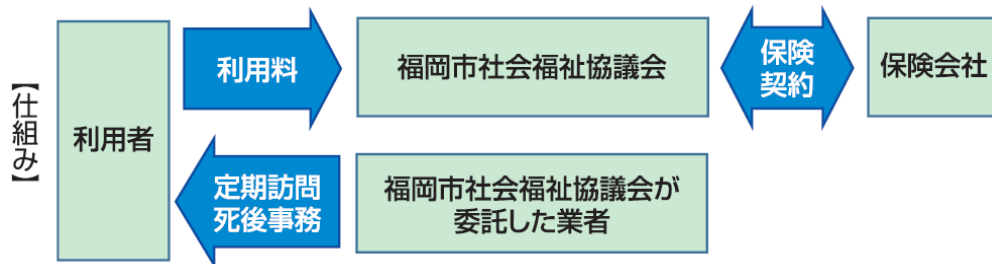 【仕組み】
利用者
利用料
福岡市社会福祉協議会
保険
契約
保険会社
定期訪問
死後事務
福岡市社会福祉協議会が
委託した業者